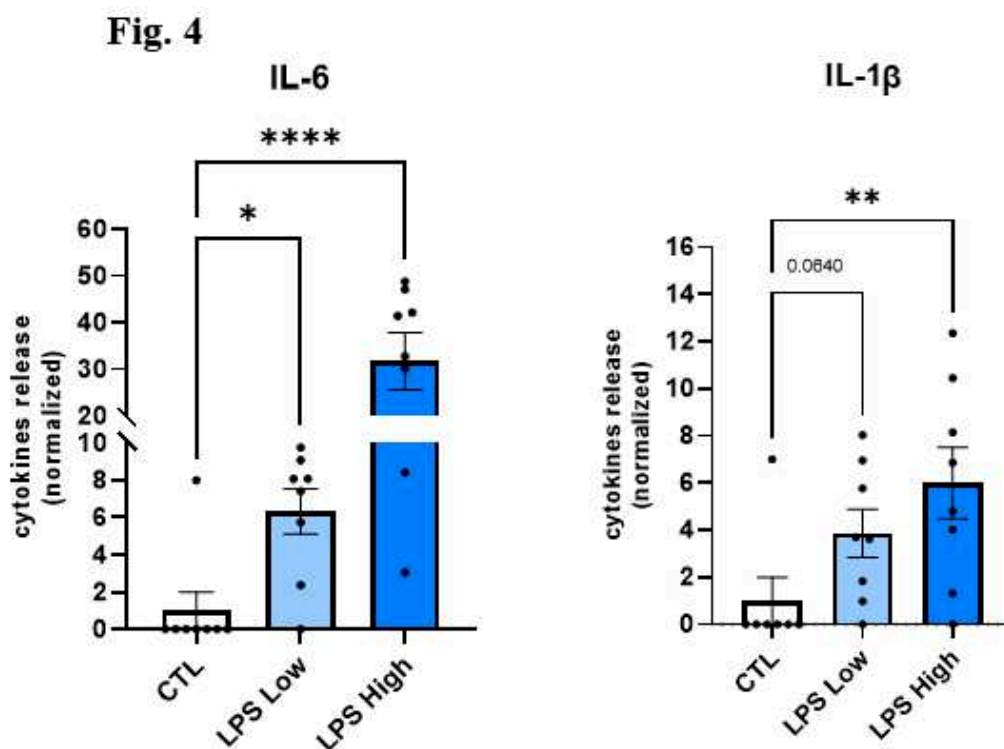 Fig. 4
IL-6
****
*
60
50
40
30
20
10
8
6
4
2
0
cytokines release
(normalized)
CTL
LPS Low
LPS High
IL-1β
**
0.0640
16
14
12
10
8
6
4
2
0
cytokines release
(normalized)
CTL
LPS Low
LPS High